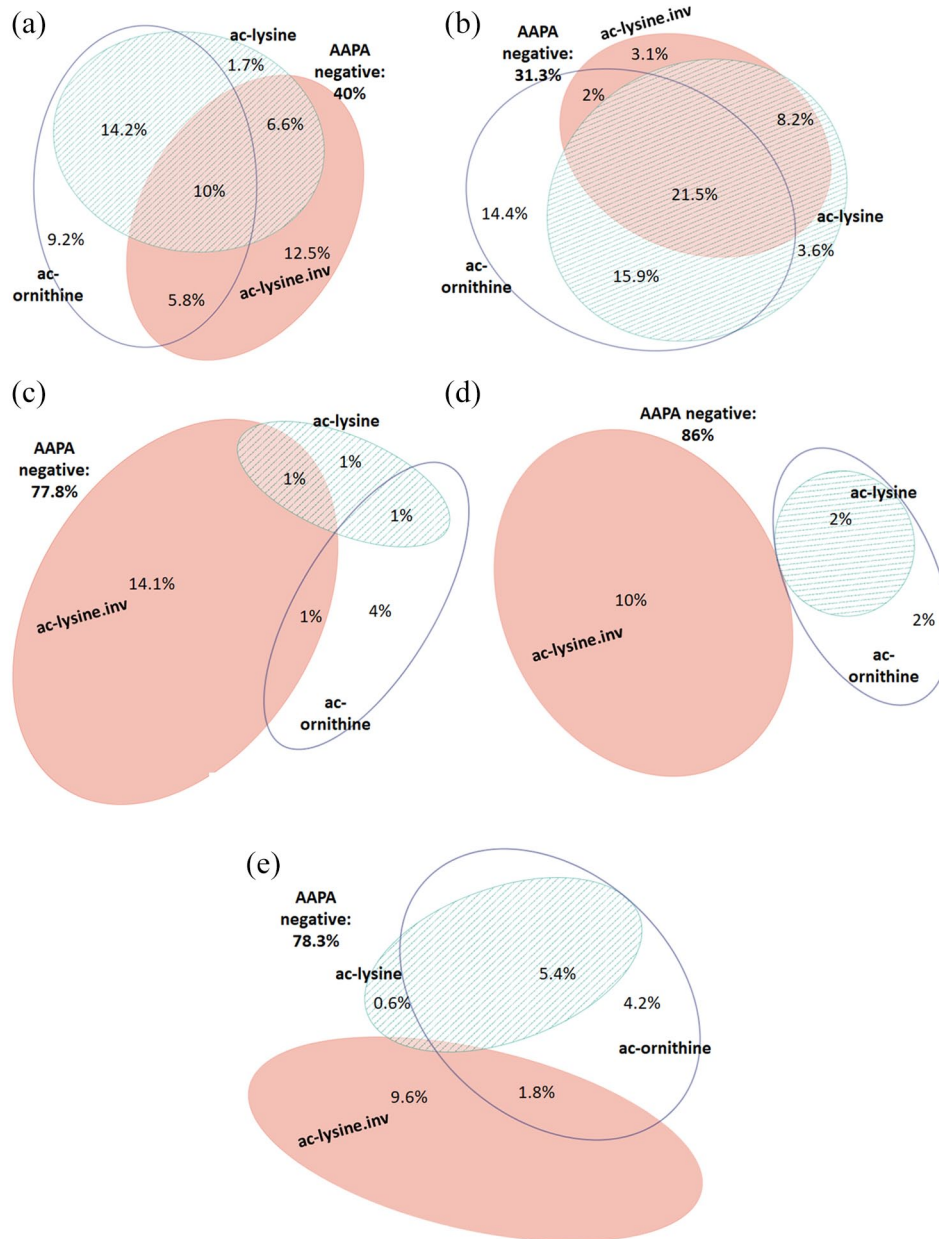 (a)
ac-lysine
1.7%
AAPA
negative:
40%
14.2%
6.6%
10%
9.2%
ac-
ornithine
12.5%
ac-lysine.inv
5.8%
(b)
ac-lysine.inv
AAPA
negative:
31.3%
3.1%
2%
8.2%
21.5%
14.4%
ac-lysine
3.6%
ac-
ornithine
15.9%
(c)
AAPA
negative:
77.8%
ac-lysine
1%
1%
1%
14.1%
ac-lysine.inv
1%
4%
ac-
ornithine
(d)
AAPA negative:
86%
ac-lysine
2%
10%
ac-lysine.inv
2%
ac-
ornithine
(e)
AAPA
negative:
78.3%
ac-lysine
0.6%
5.4%
4.2%
ac-ornithine
9.6%
1.8%
ac-lysine.inv